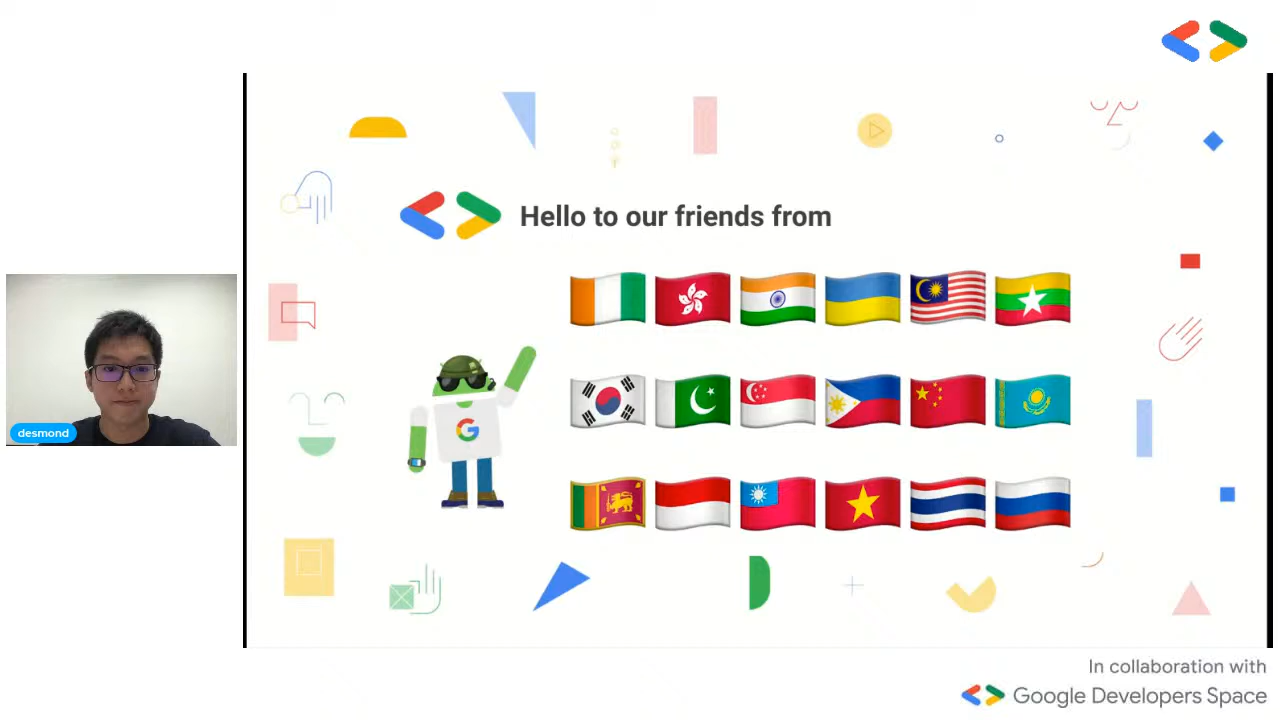 Hello to our friends from
desmond
In collaboration with
Google Developers Space